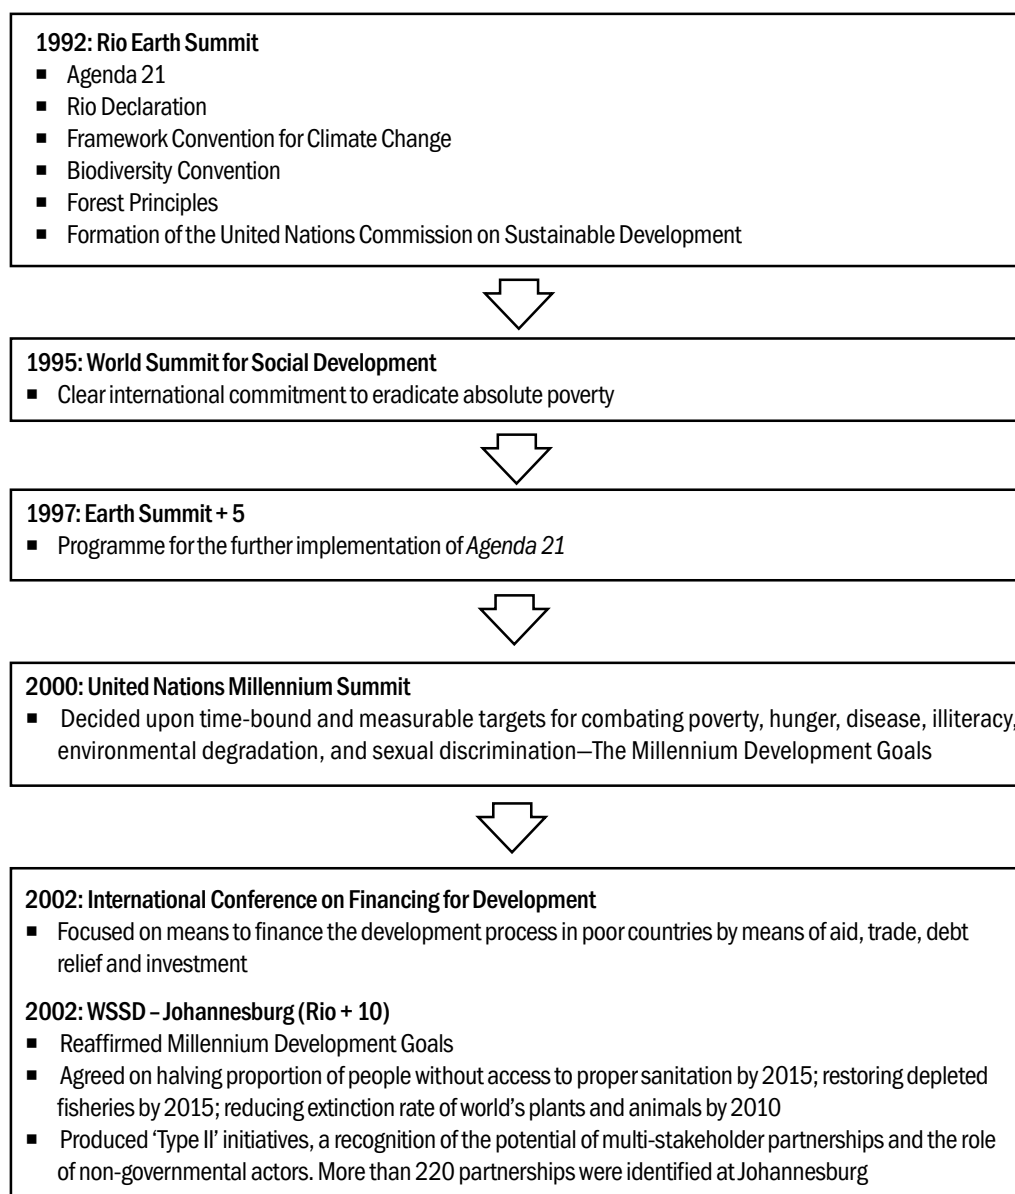 1992: Rio Earth Summit
▪ Agenda 21
▪ Rio Declaration
▪ Framework Convention for Climate Change
▪ Biodiversity Convention
▪ Forest Principles
▪ Formation of the United Nations Commission on Sustainable Development
1995: World Summit for Social Development
▪ Clear international commitment to eradicate absolute poverty
1997: Earth Summit + 5
▪ Programme for the further implementation of Agenda 21
2000: United Nations Millennium Summit
▪ Decided upon time-bound and measurable targets for combating poverty, hunger, disease, illiteracy,
environmental degradation, and sexual discrimination—The Millennium Development Goals
2002: International Conference on Financing for Development
▪ Focused on means to finance the development process in poor countries by means of aid, trade, debt
relief and investment
2002: WSSD – Johannesburg (Rio + 10)
▪ Reaffirmed Millennium Development Goals
▪ Agreed on halving proportion of people without access to proper sanitation by 2015; restoring depleted
fisheries by 2015; reducing extinction rate of world's plants and animals by 2010
▪ Produced 'Type II' initiatives, a recognition of the potential of multi-stakeholder partnerships and the role
of non-governmental actors. More than 220 partnerships were identified at Johannesburg